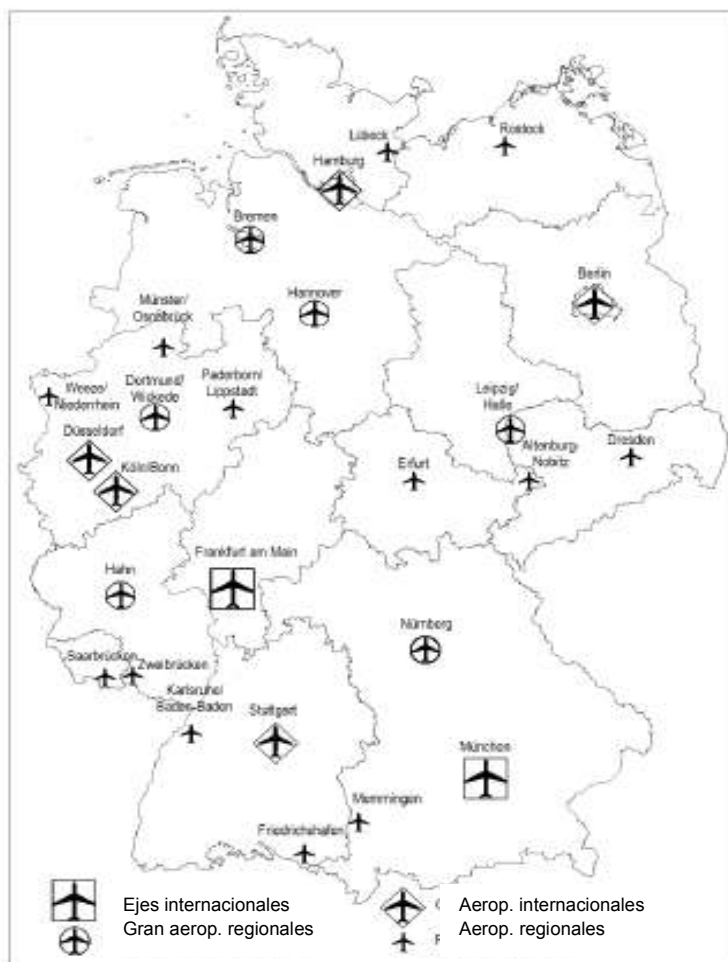 Lübeck
Rostock
Hamburg
Bremen
Berlin
Hannover
Münster/
Osnabrück
Weeze/
Niederrhein
Dortmund/
Wickede
Paderborn/
Lippstadt
Leipzig/
Halle
Düsseldorf
Köln/Bonn
Altenburg/
Nobitz
Dresden
Erfurt
Frankfurt am Main
Hahn
Nürnberg
Saarbrücken
Zweibrücken
Karlsruhe/
Baden-Baden
Stuttgart
München
Memmingen
Friedrichshafen
Ejes internacionales
Aerop. internacionales
Gran aerop. regionales
Aerop. regionales